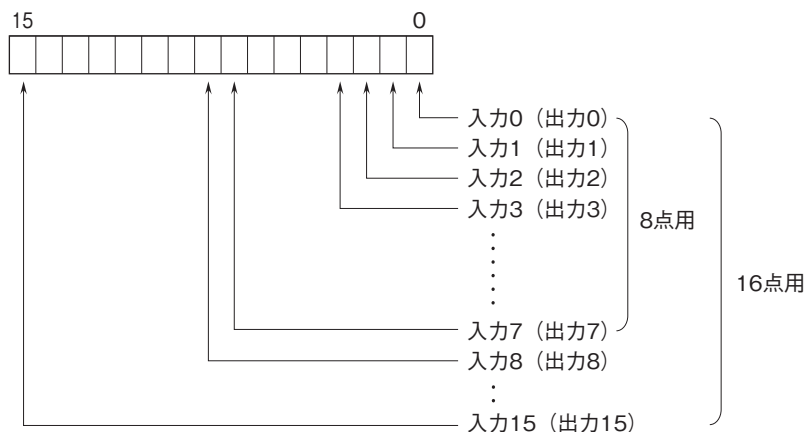 15 0
入力0（出力0）
入力1（出力1）
入力2（出力2）
入力3（出力3）
8点用
16点用
入力7（出力7）
入力8（出力8）
入力15（出力15）